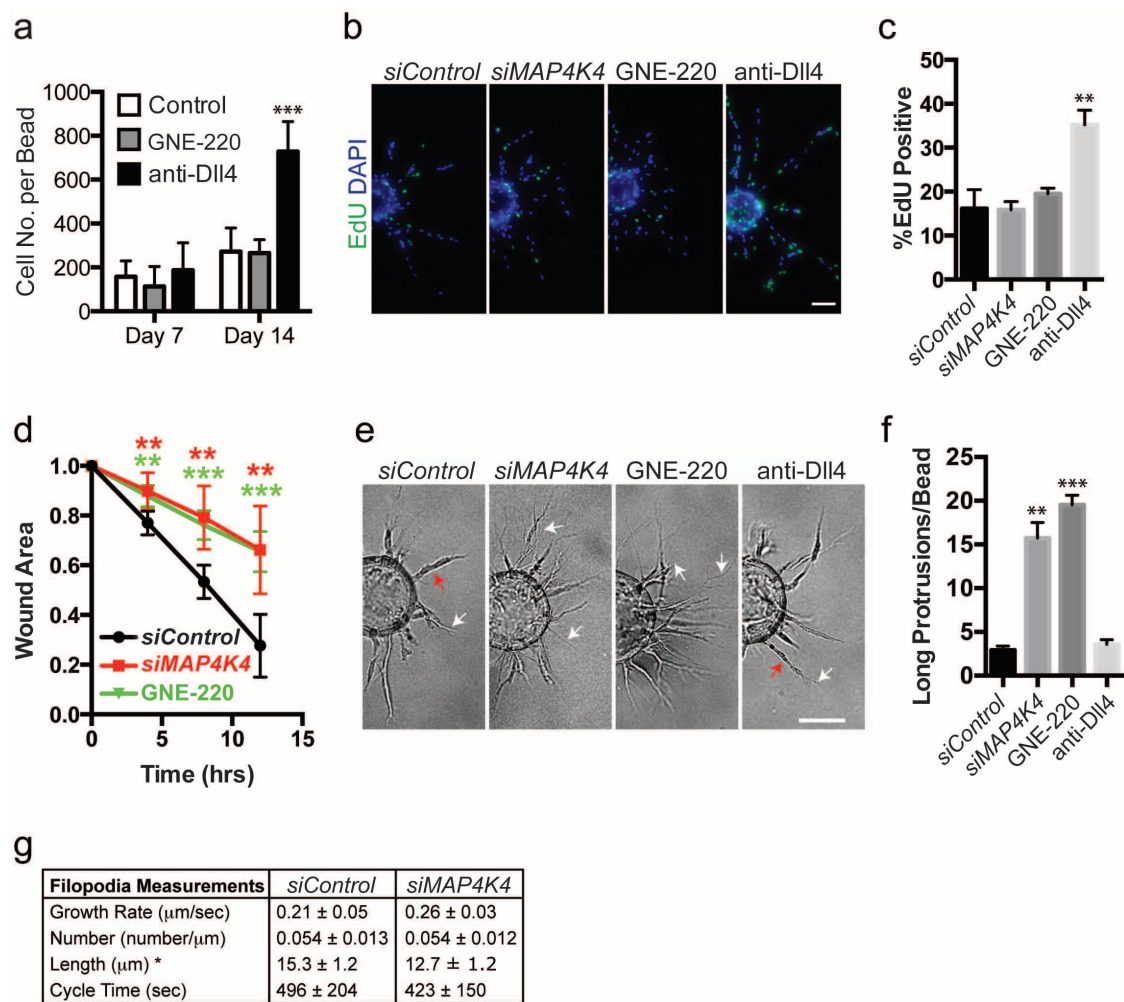 a
Cell No. per Bead
1000
800
600
400
200
0
Control
GNE-220
anti-Dll4
***
Day 7 Day 14
b
siControl siMAP4K4 GNE-220 anti-Dll4
EdU DAPI
c
%EdU Positive
50
40
30
20
10
0
**
siControl
siMAP4K4
GNE-220
anti-Dll4
d
Wound Area
1.0
0.8
0.6
0.4
0.2
0.0
** ** **
** *** ***
siControl
siMAP4K4
GNE-220
0 5 10 15
Time (hrs)
e
siControl siMAP4K4 GNE-220 anti-Dll4
f
Long Protrusions/Bead
25
20
15
10
5
0
** ***
siControl
siMAP4K4
GNE-220
anti-Dll4
g
Filopodia Measurements siControl siMAP4K4
Growth Rate (μm/sec) 0.21 ± 0.05 0.26 ± 0.03
Number (number/μm) 0.054 ± 0.013 0.054 ± 0.012
Length (μm) * 15.3 ± 1.2 12.7 ± 1.2
Cycle Time (sec) 496 ± 204 423 ± 150